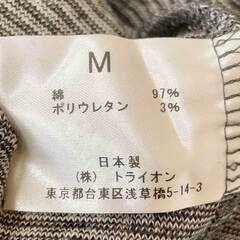 M
綿 97%
ポリウレタン 3%
日本製
(株) トライオン
東京都台東区浅草橋5-14-3